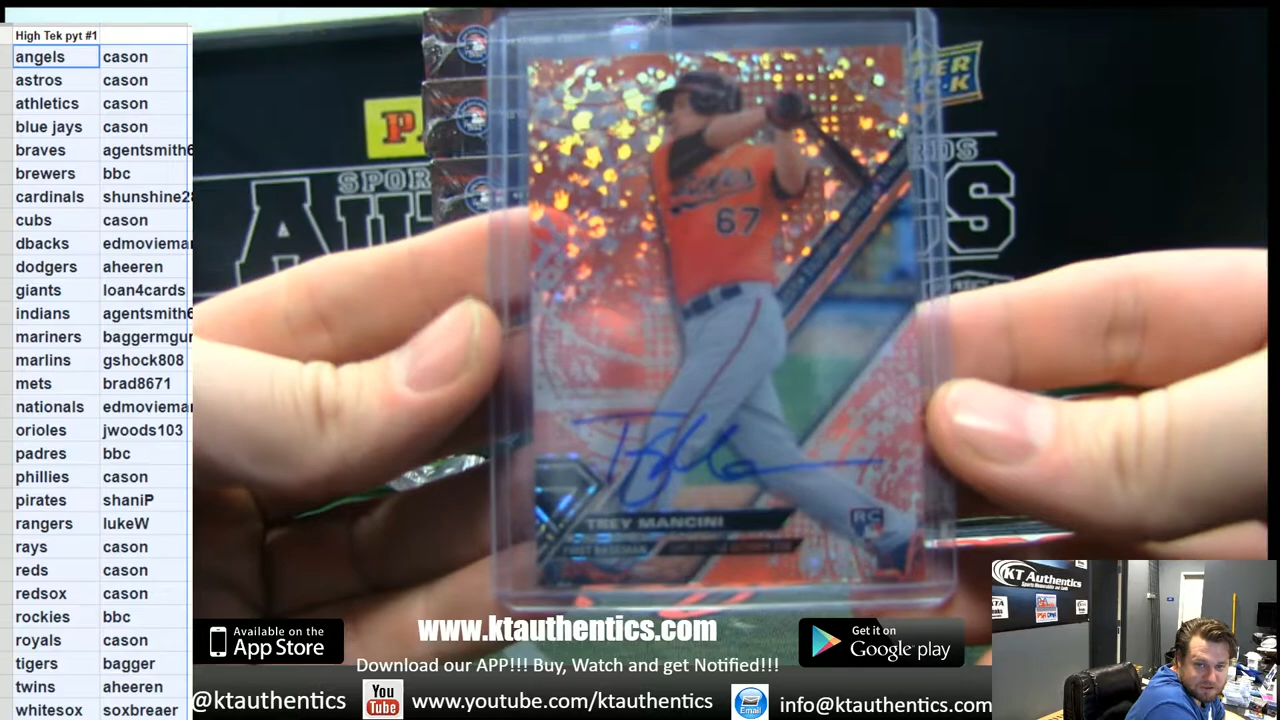 High Tek pyt #1
angels cason
astros cason
athletics cason
blue jays cason
braves agentsmith6
brewers bbc
cardinals shunshine28
cubs cason
dbacks edmoviemar
dodgers aheeren
giants loan4cards
indians agentsmith6
mariners baggermgur
marlins gshock808
mets brad8671
nationals edmoviemar
orioles jwoods103
padres bbc
phillies cason
pirates shaniP
rangers lukeW
rays cason
reds cason
redsox cason
rockies bbc
royals cason
tigers bagger
twins aheeren
whitesox soxbreaer
67
TREY MANCINI
FIRST BASEMAN
RC
KT Authentics
www.ktauthentics.com
Available on the
App Store
Get it on
Google play
Download our APP!!! Buy, Watch and get Notified!!!
@ktauthentics
You
Tube
www.youtube.com/ktauthentics
Email
info@ktauthentics.com